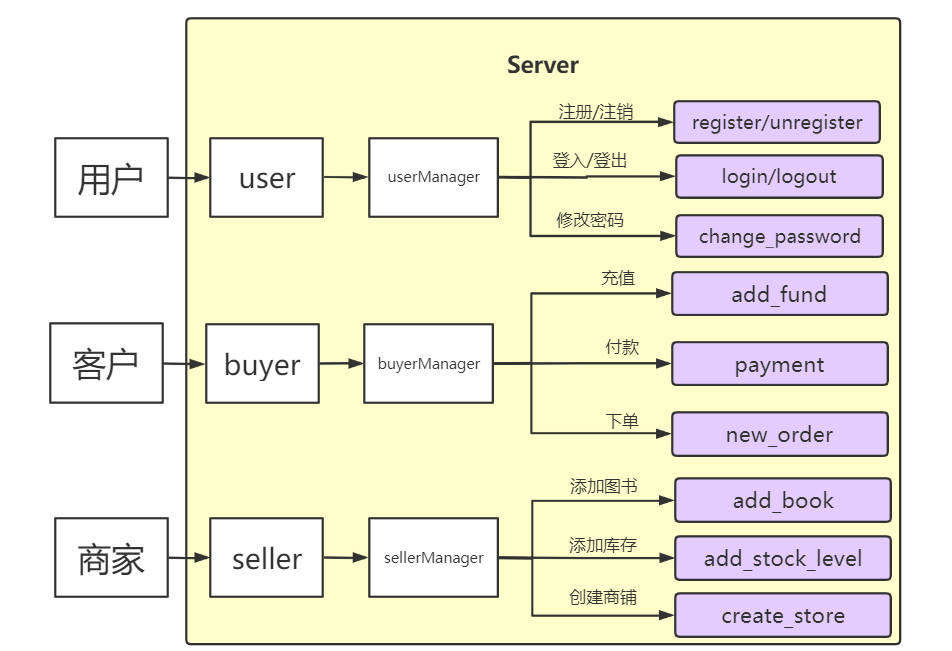 Server
用户
user
userManager
注册/注销
register/unregister
登入/登出
login/logout
修改密码
change_password
客户
buyer
buyerManager
充值
add_fund
付款
payment
下单
new_order
商家
seller
sellerManager
添加图书
add_book
添加库存
add_stock_level
创建商铺
create_store